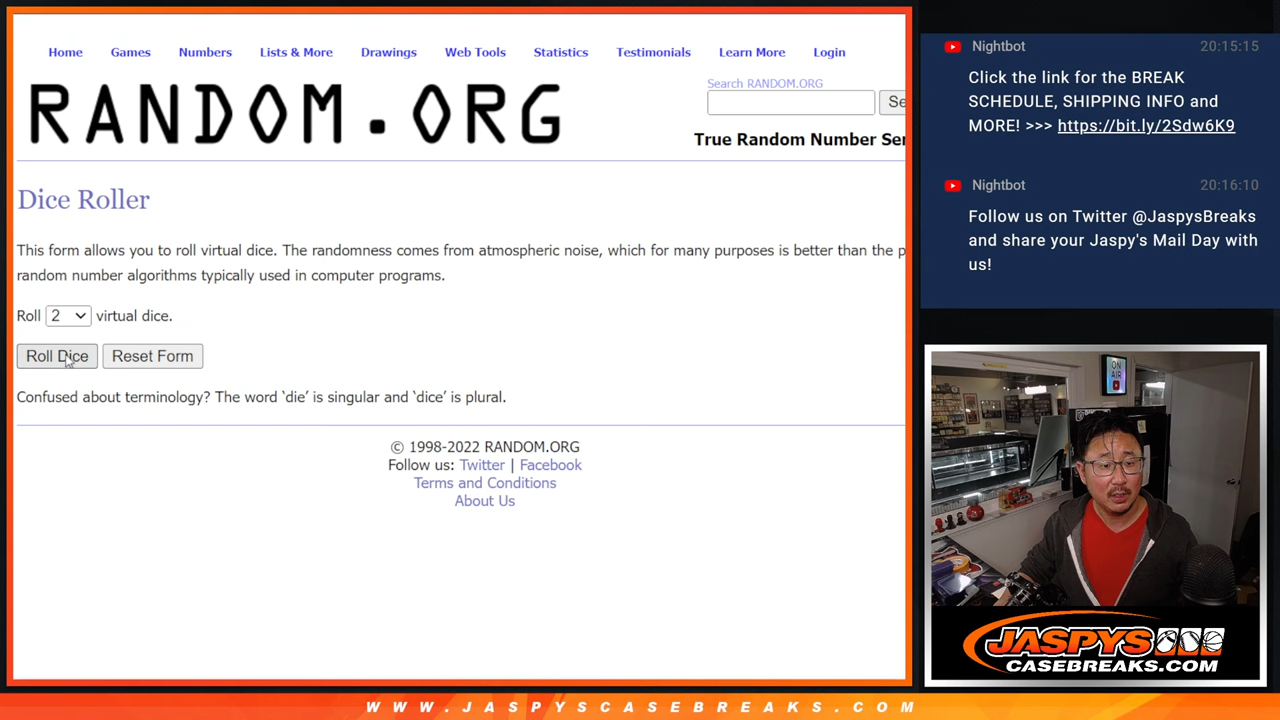 Home Games Numbers Lists & More Drawings Web Tools Statistics Testimonials Learn More Login
RANDOM.ORG
Search RANDOM.ORG
Se
True Random Number Ser
Dice Roller
This form allows you to roll virtual dice. The randomness comes from atmospheric noise, which for many purposes is better than the p
random number algorithms typically used in computer programs.
Roll 2 virtual dice.
Roll Dice Reset Form
Confused about terminology? The word ‘die’ is singular and ‘dice’ is plural.
© 1998-2022 RANDOM.ORG
Follow us: Twitter | Facebook
Terms and Conditions
About Us
Nightbot 20:15:15
Click the link for the BREAK
SCHEDULE, SHIPPING INFO and
MORE! >>> https://bit.ly/2Sdw6K9
Nightbot 20:16:10
Follow us on Twitter @JaspysBreaks
and share your Jaspy's Mail Day with
us!
ON
AIR
JASPYS
CASEBREAKS.COM
WWW.JASPYSCASEBREAKS.COM